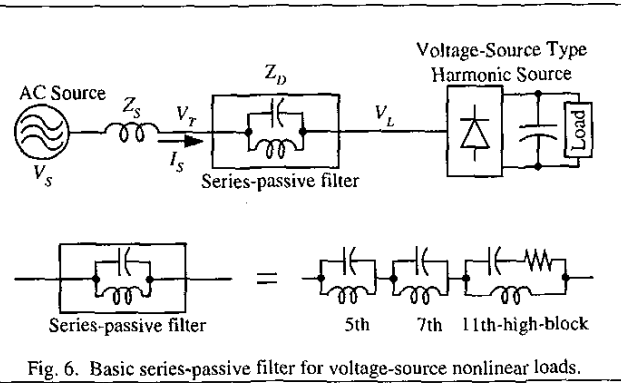 Voltage-Source Type
Harmonic Source
AC Source
Z_S
V_T
Z_D
V_L
Load
V_S
I_S
Series-passive filter
=
Series-passive filter
5th
7th
11th-high-block
Fig. 6. Basic series-passive filter for voltage-source nonlinear loads.